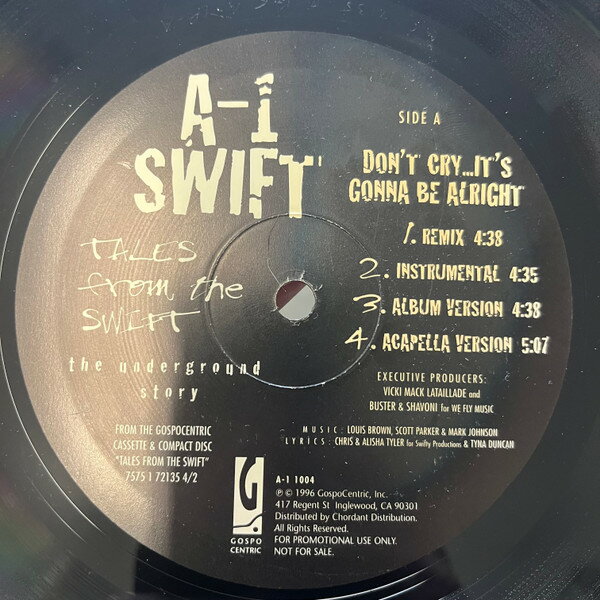 A-1
SWIFT
TALES
from the
SWIFT
the underground
story
FROM THE GOSPOCENTRIC
CASSETTE & COMPACT DISC
"TALES FROM THE SWIFT"
7575 1 72135 4/2
SIDE A
DON'T CRY...IT'S
GONNA BE ALRIGHT
1. REMIX 4:38
2. INSTRUMENTAL 4:35
3. ALBUM VERSION 4:38
4. ACAPELLA VERSION 5:07
EXECUTIVE PRODUCERS:
VICKI MACK LATAILLADE and
BUSTER & SHAVONI for WE FLY MUSIC
MUSIC: LOUIS BROWN, SCOTT PARKER & MARK JOHNSON
LYRICS: CHRIS & ALISHA TYLER for Swifty Productions & TYNA DUNCAN
G.
GOSPO
CENTRIC
A-1 1004
℗ © 1996 GospoCentric, Inc.
417 Regent St Inglewood, CA 90301
Distributed by Chordant Distribution.
All Rights Reserved.
FOR PROMOTIONAL USE ONLY.
NOT FOR SALE.